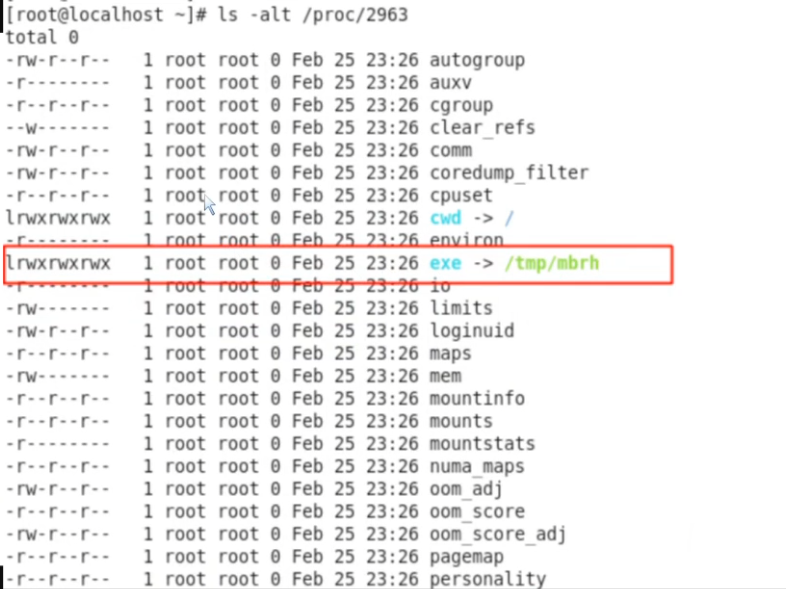 [root@localhost ~]# ls -alt /proc/2963
total 0
-rw-r--r-- 1 root root 0 Feb 25 23:26 autogroup
-r-------- 1 root root 0 Feb 25 23:26 auxv
-r--r--r-- 1 root root 0 Feb 25 23:26 cgroup
--w------- 1 root root 0 Feb 25 23:26 clear_refs
-rw-r--r-- 1 root root 0 Feb 25 23:26 comm
-rw-r--r-- 1 root root 0 Feb 25 23:26 coredump_filter
-r--r--r-- 1 root root 0 Feb 25 23:26 cpuset
lrwxrwxrwx 1 root root 0 Feb 25 23:26 cwd -> /
-r-------- 1 root root 0 Feb 25 23:26 environ
lrwxrwxrwx 1 root root 0 Feb 25 23:26 exe -> /tmp/mbrh
-r-------- 1 root root 0 Feb 25 23:26 io
-rw------- 1 root root 0 Feb 25 23:26 limits
-rw-r--r-- 1 root root 0 Feb 25 23:26 loginuid
-r--r--r-- 1 root root 0 Feb 25 23:26 maps
-rw------- 1 root root 0 Feb 25 23:26 mem
-r--r--r-- 1 root root 0 Feb 25 23:26 mountinfo
-r--r--r-- 1 root root 0 Feb 25 23:26 mounts
-r-------- 1 root root 0 Feb 25 23:26 mountstats
-r--r--r-- 1 root root 0 Feb 25 23:26 numa_maps
-rw-r--r-- 1 root root 0 Feb 25 23:26 oom_adj
-r--r--r-- 1 root root 0 Feb 25 23:26 oom_score
-rw-r--r-- 1 root root 0 Feb 25 23:26 oom_score_adj
-r--r--r-- 1 root root 0 Feb 25 23:26 pagemap
-r--r--r-- 1 root root 0 Feb 25 23:26 personality